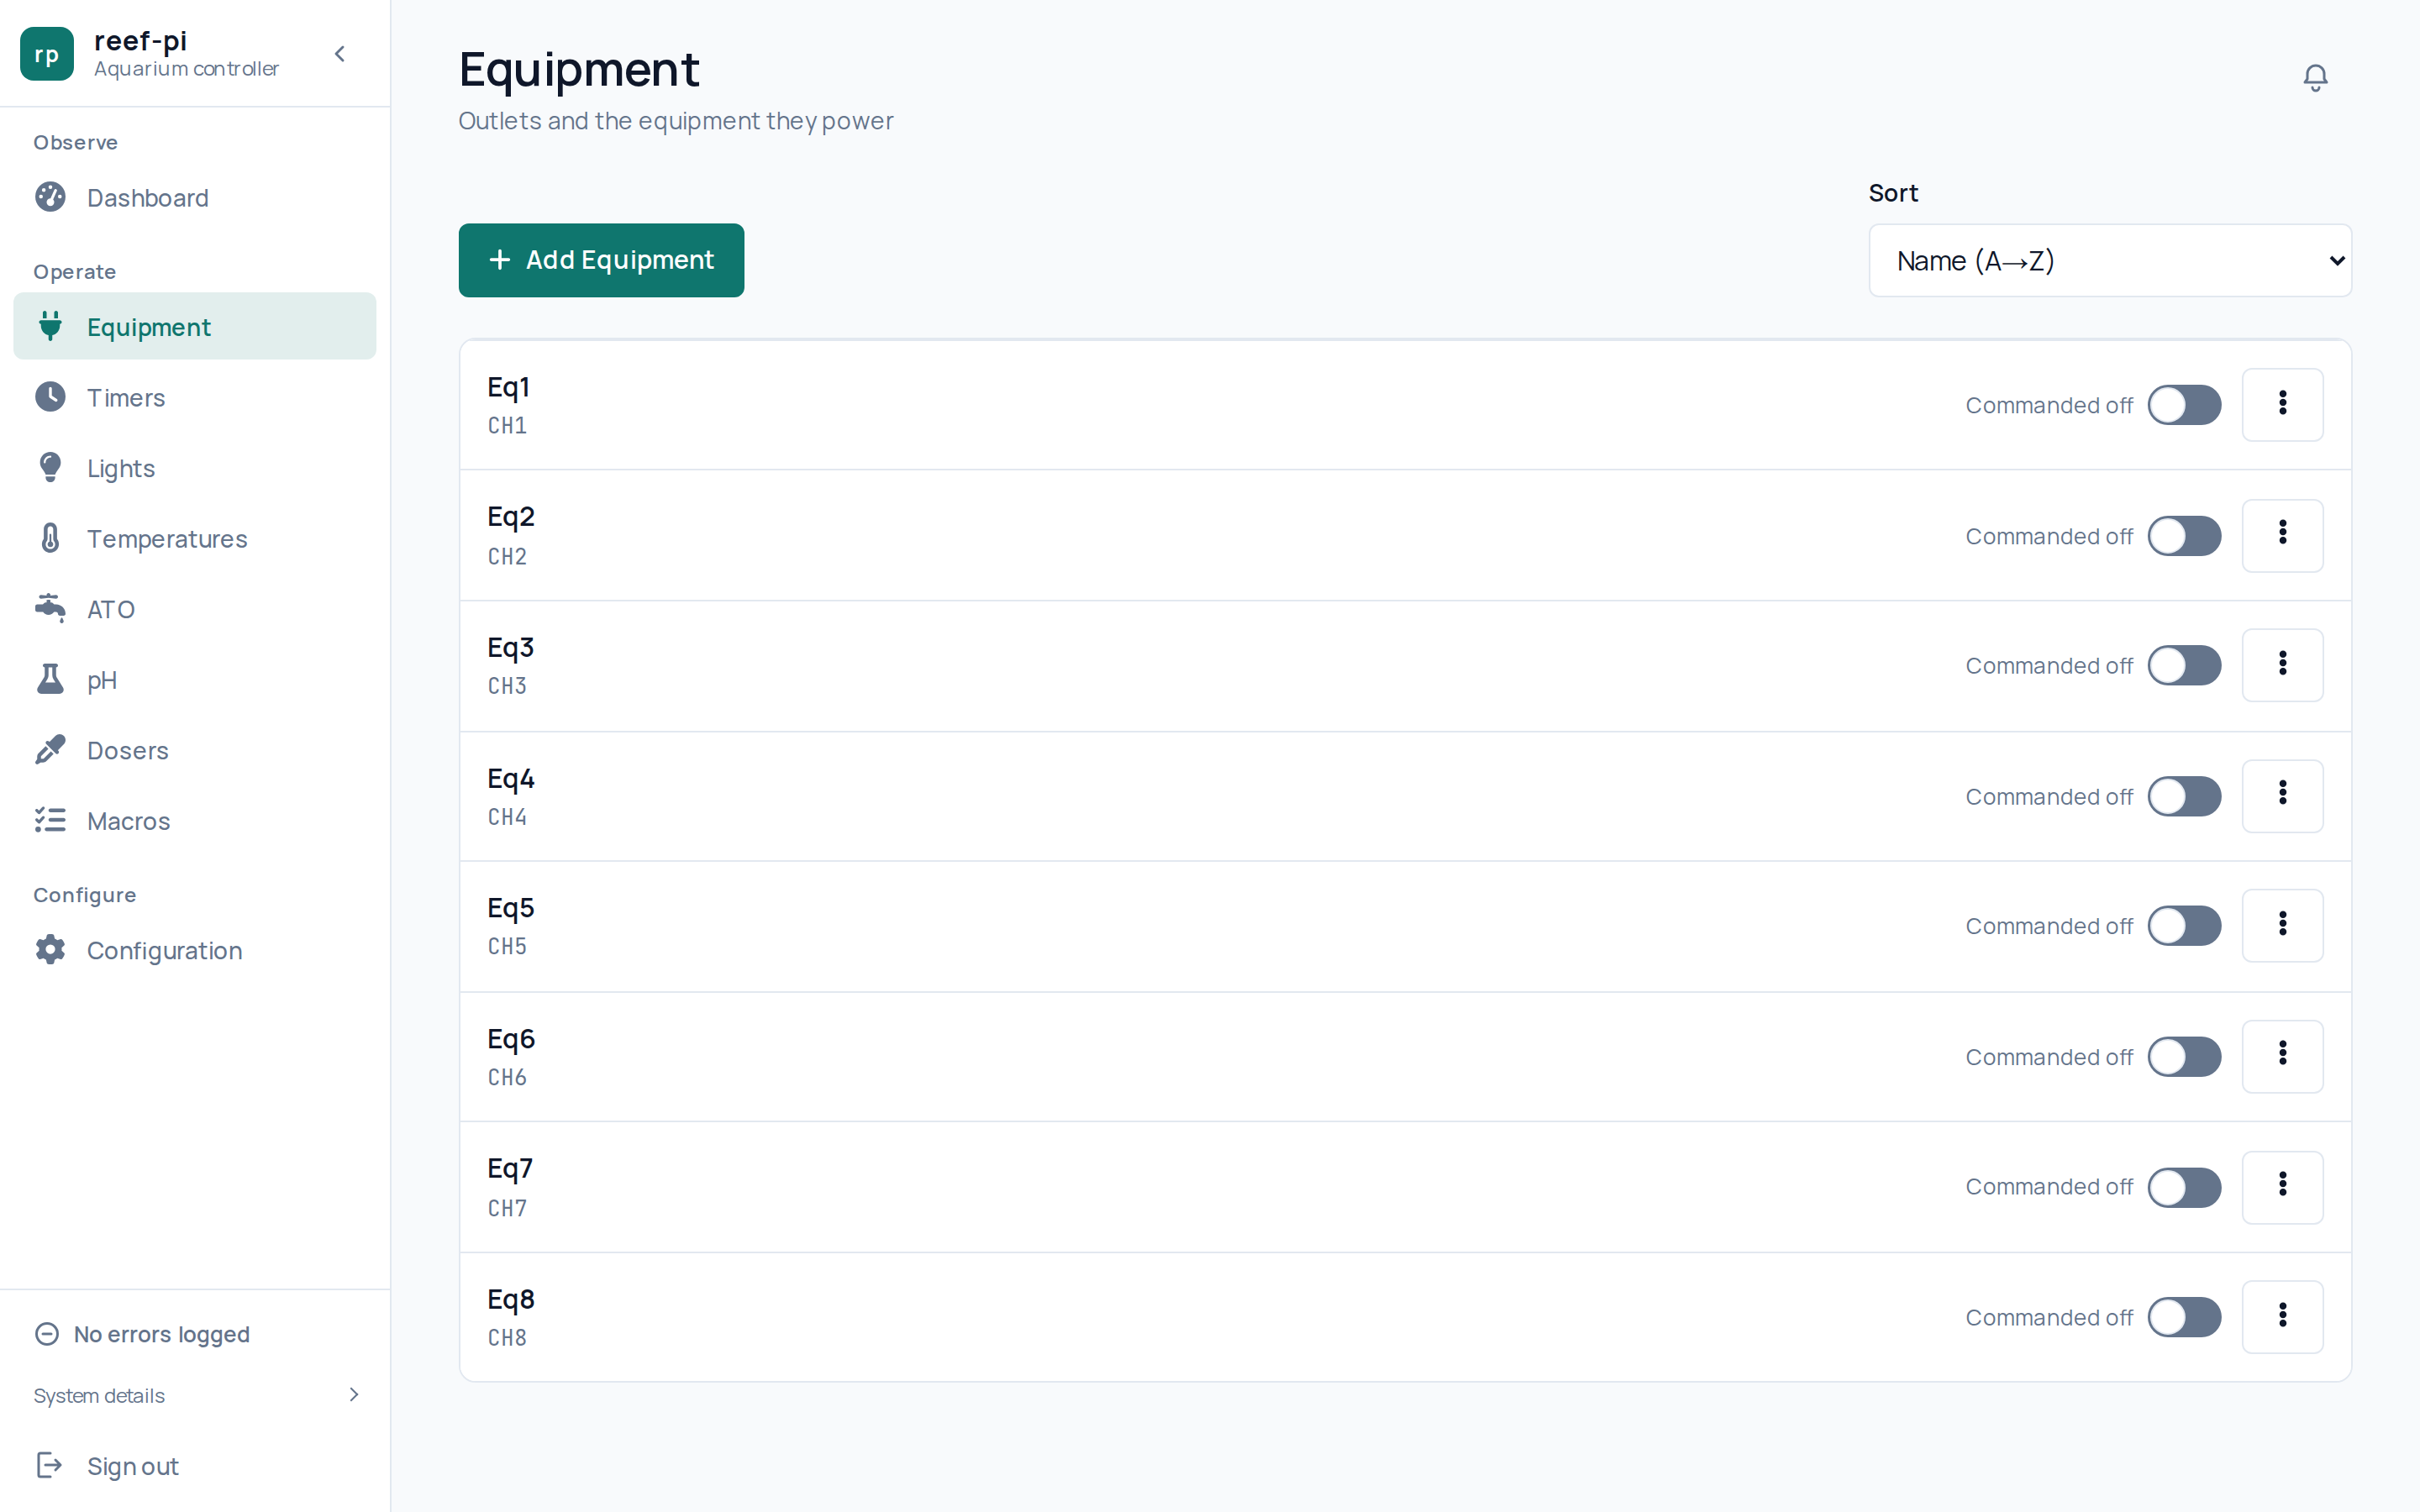 rp
reef-pi
Aquarium controller
Observe
Dashboard
Operate
Equipment
Timers
Lights
Temperatures
ATO
pH
Dosers
Macros
Configure
Configuration
No errors logged
System details
Sign out
Equipment
Outlets and the equipment they power
Add Equipment
Sort
Name (A→Z)
Eq1
CH1
Commanded off
Eq2
CH2
Commanded off
Eq3
CH3
Commanded off
Eq4
CH4
Commanded off
Eq5
CH5
Commanded off
Eq6
CH6
Commanded off
Eq7
CH7
Commanded off
Eq8
CH8
Commanded off